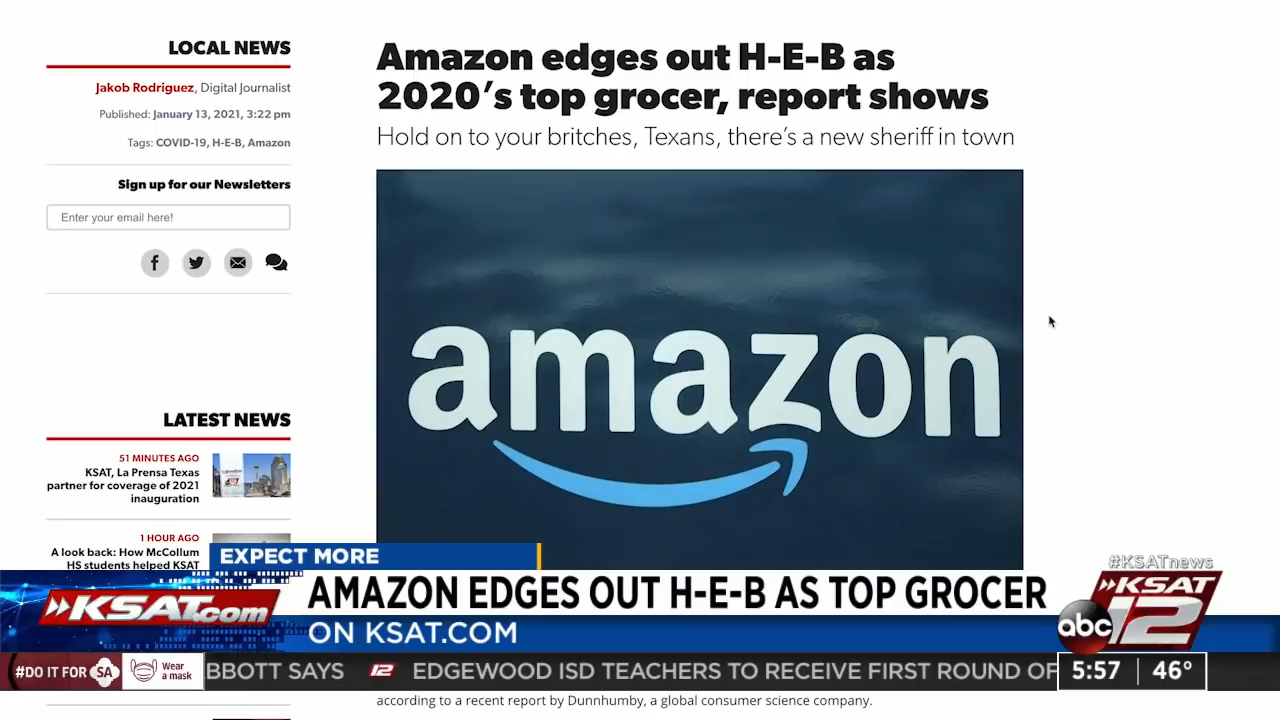 LOCAL NEWS
Jakob Rodriguez, Digital Journalist
Published: January 13, 2021, 3:22 pm
Tags: COVID-19, H-E-B, Amazon
Sign up for our Newsletters
Enter your email here!
LATEST NEWS
51 MINUTES AGO
KSAT, La Prensa Texas
partner for coverage of 2021
inauguration
1 HOUR AGO
A look back: How McCollum
HS students helped KSAT
Amazon edges out H-E-B as
2020's top grocer, report shows
Hold on to your britches, Texans, there's a new sheriff in town
amazon
EXPECT MORE
AMAZON EDGES OUT H-E-B AS TOP GROCER
ON KSAT.COM
KSAT.com
#KSATnews
KSAT
abc 12
#DO IT FOR SA
Wear
a mask
BBOTT SAYS 12 EDGEWOOD ISD TEACHERS TO RECEIVE FIRST ROUND OF
5:57 46°
according to a recent report by Dunnhumby, a global consumer science company.